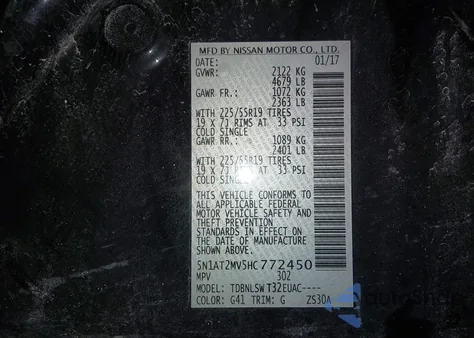 MFD BY NISSAN MOTOR CO., LTD.
DATE: 01/17
GVWR: 2122 KG
4679 LB
GAWR FR.: 1072 KG
2363 LB
WITH 225/55R19 TIRES
19 X 7J RIMS AT 33 PSI
COLD SINGLE
GAWR RR.: 1089 KG
2401 LB
WITH 225/55R19 TIRES
19 X 7J RIMS AT 33 PSI
COLD SINGLE
THIS VEHICLE CONFORMS TO
ALL APPLICABLE FEDERAL
MOTOR VEHICLE SAFETY AND
THEFT PREVENTION
STANDARDS IN EFFECT ON
THE DATE OF MANUFACTURE
SHOWN ABOVE.
5N1AT2MV5HC772450
MPV 302
MODEL: TDBNLSWT32EUAC----
COLOR: G41 TRIM: G ZS30A